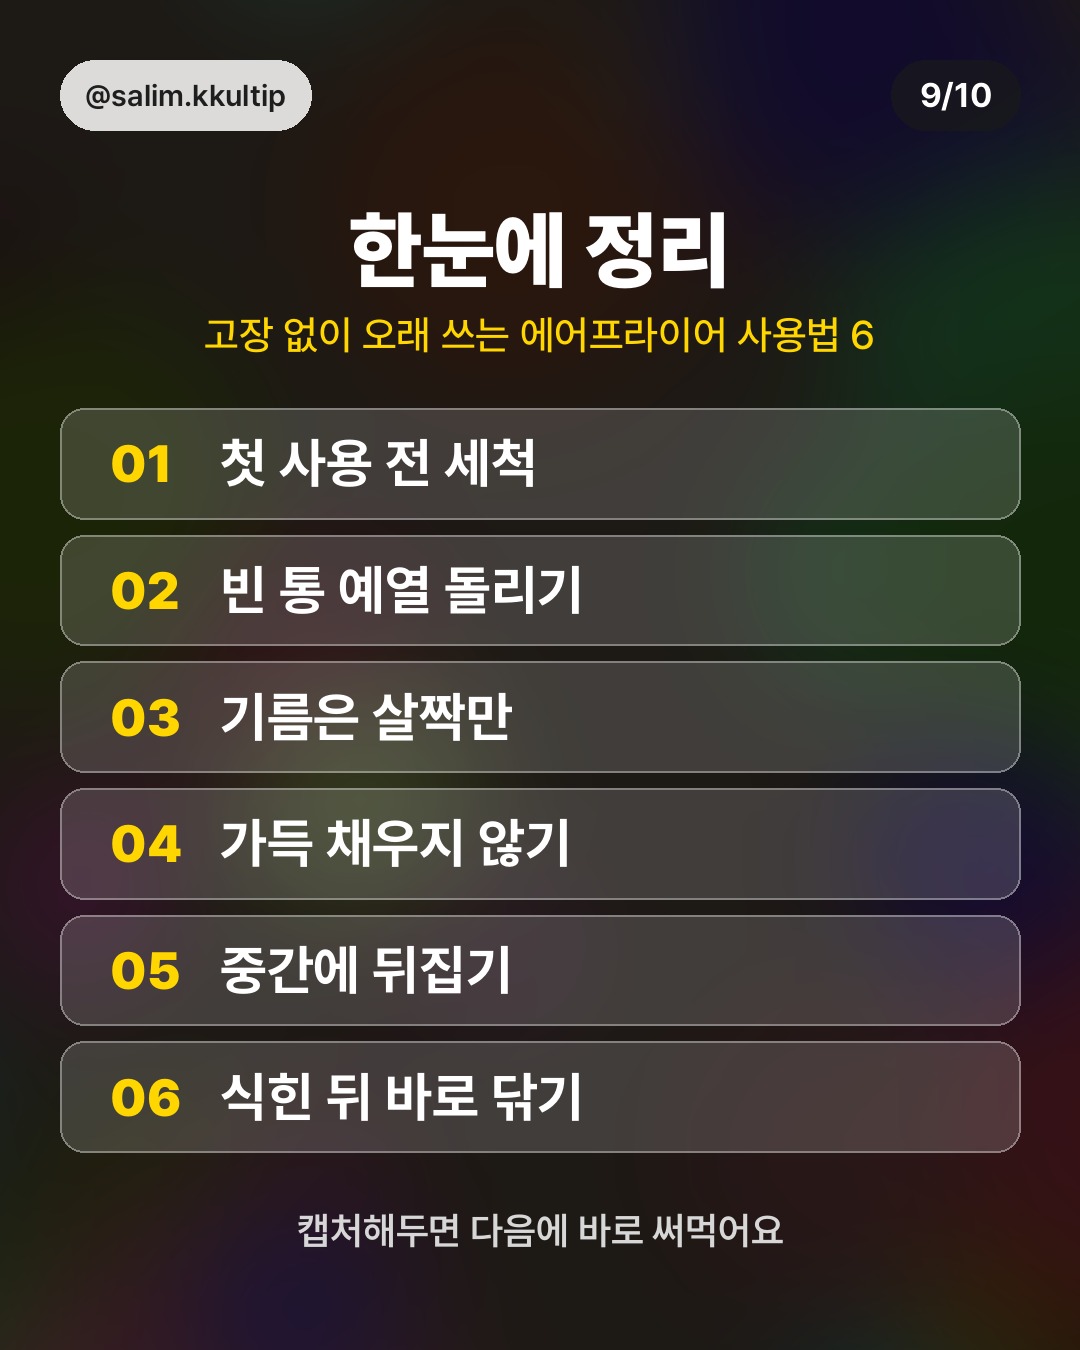 @salim.kkultip
9/10
한눈에 정리
고장 없이 오래 쓰는 에어프라이어 사용법 6
01 첫 사용 전 세척
02 빈 통 예열 돌리기
03 기름은 살짝만
04 가득 채우지 않기
05 중간에 뒤집기
06 식힌 뒤 바로 닦기
캡처해두면 다음에 바로 써먹어요